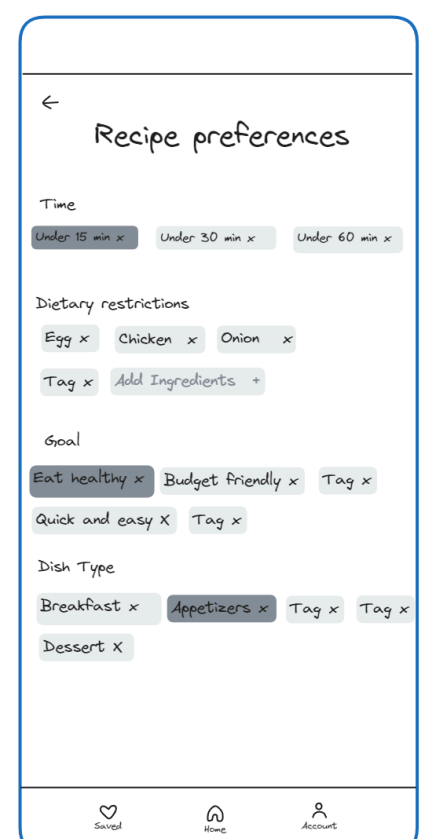 Recipe preferences
Time
Under 15 min x Under 30 min x Under 60 min x
Dietary restrictions
Egg x Chicken x Onion x
Tag x Add Ingredients +
Goal
Eat healthy x Budget friendly x Tag x
Quick and easy X Tag x
Dish Type
Breakfast x Appetizers x Tag x Tag x
Dessert X
Saved Home Account